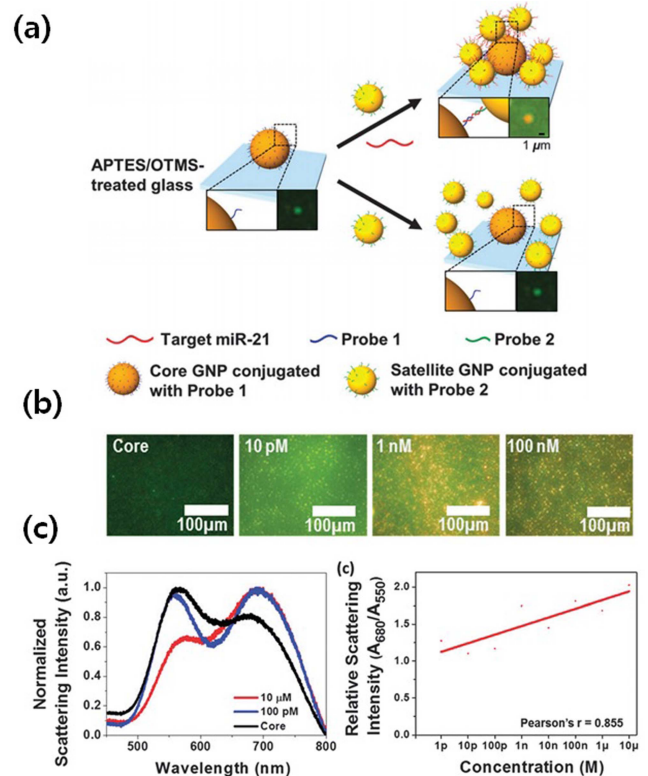 (a)
1 μm
APTES/OTMS-
treated glass
Target miR-21
Probe 1
Probe 2
Core GNP conjugated
with Probe 1
Satellite GNP conjugated
with Probe 2
(b)
Core
100μm
10 pM
100μm
1 nM
100μm
100 nM
100μm
(c)
Normalized
Scattering Intensity (a.u.)
1.0
0.8
0.6
0.4
0.2
0.0
10 μM
100 pM
Core
500
600
700
800
Wavelength (nm)
(c)
Relative Scattering
Intensity (A680/A550)
2.0
1.5
1.0
0.5
0.0
Pearson's r = 0.855
1p
10p
100p
1n
10n
100n
1μ
10μ
Concentration (M)